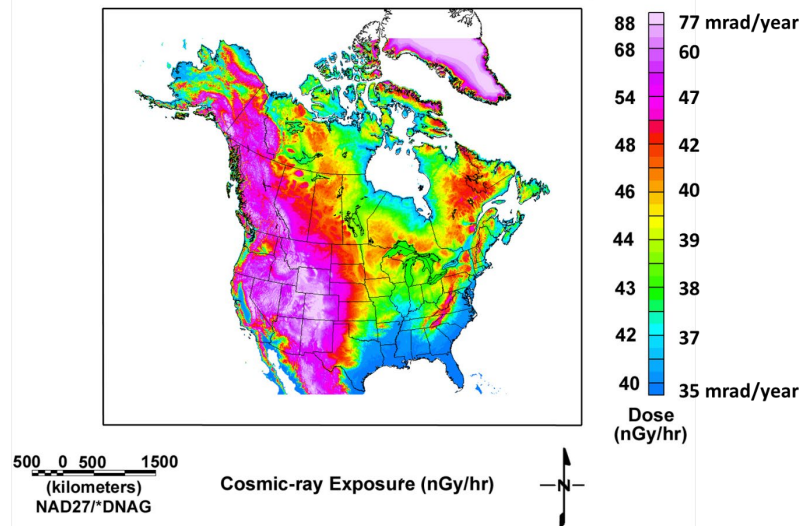 88 77 mrad/year
68 60
54 47
48 42
46 40
44 39
43 38
42 37
40 35 mrad/year
Dose
(nGy/hr)
500 0 500 1500
(kilometers)
NAD27/*DNAG
Cosmic-ray Exposure (nGy/hr)
N